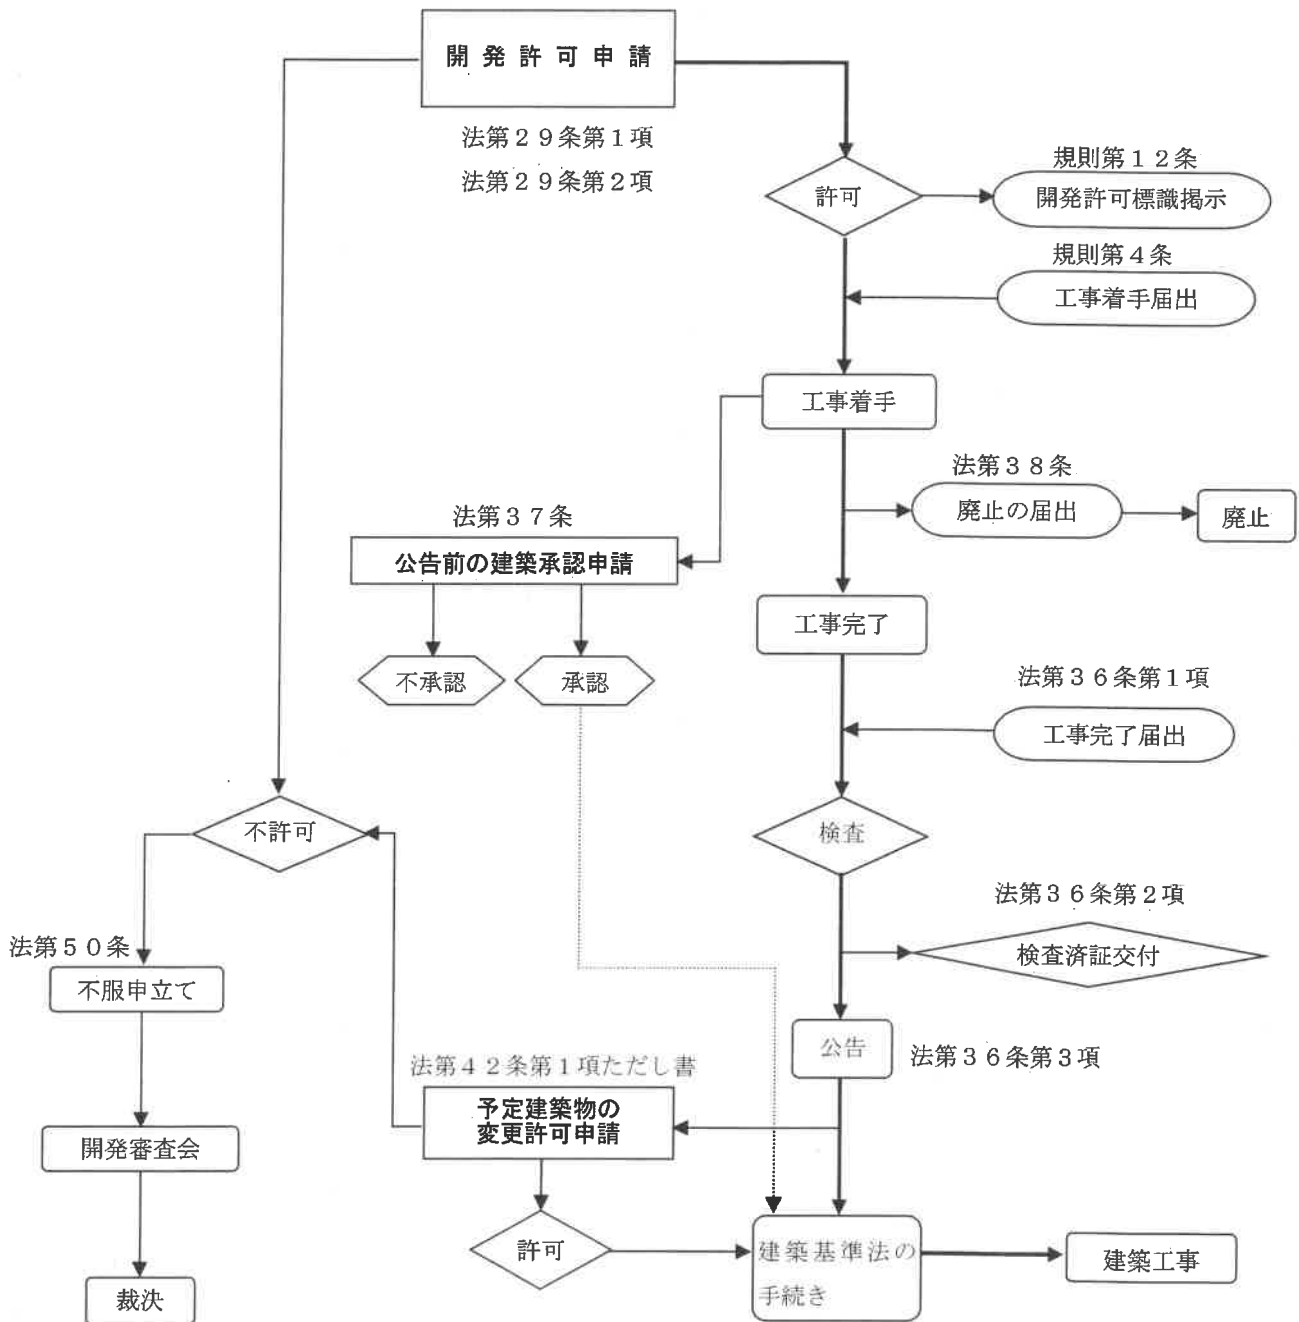 開発許可申請
法第２９条第１項
法第２９条第２項
許可
規則第１２条
開発許可標識掲示
規則第４条
工事着手届出
工事着手
法第３８条
廃止の届出
廃止
法第３７条
公告前の建築承認申請
不承認
承認
工事完了
法第３６条第１項
工事完了届出
不許可
検査
法第３６条第２項
検査済証交付
法第５０条
不服申立て
公告
法第３６条第３項
法第４２条第１項ただし書
予定建築物の
変更許可申請
開発審査会
許可
建築基準法の
手続き
建築工事
裁決